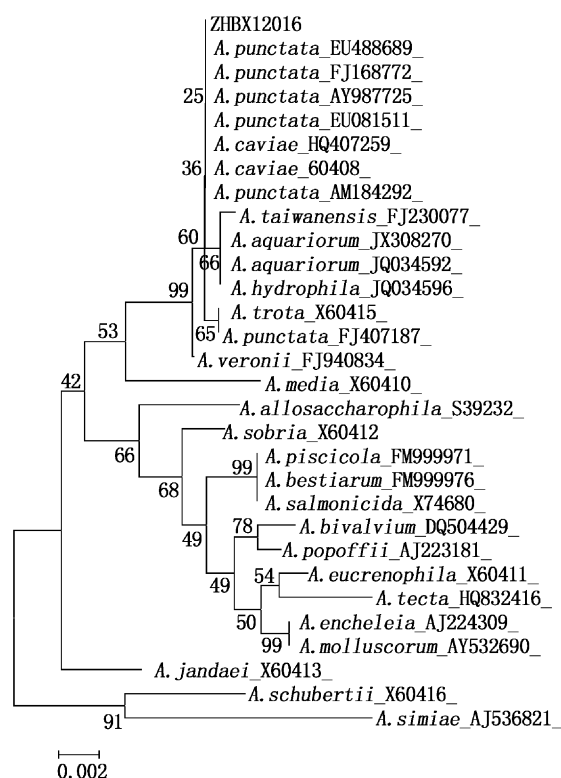 ZHBX12016
A.punctata_EU488689_
A.punctata_FJ168772_
A.punctata_AY987725_
25
A.punctata_EU081511_
A.caviae_HQ407259_
A.caviae_60408_
36
A.punctata_AM184292_
A.taiwanensis_FJ230077_
60
A.aquariorum_JX308270_
66
A.aquariorum_JQ034592_
99
A.hydrophila_JQ034596_
A.trota_X60415_
53
65
A.punctata_FJ407187_
A.veronii_FJ940834_
42
A.media_X60410_
A.allosaccharophila_S39232_
A.sobria_X60412
66
A.piscicola_FM999971_
99
A.bestiarum_FM999976_
68
A.salmonicida_X74680_
78
A.bivalvium_DQ504429_
49
A.popoffii_AJ223181_
A.eucrenophila_X60411_
49
54
A.tecta_HQ832416_
50
A.encheleia_AJ224309_
99
A.molluscorum_AY532690_
A.jandaei_X60413_
A.schubertii_X60416_
91
A.simiae_AJ536821_
0.002